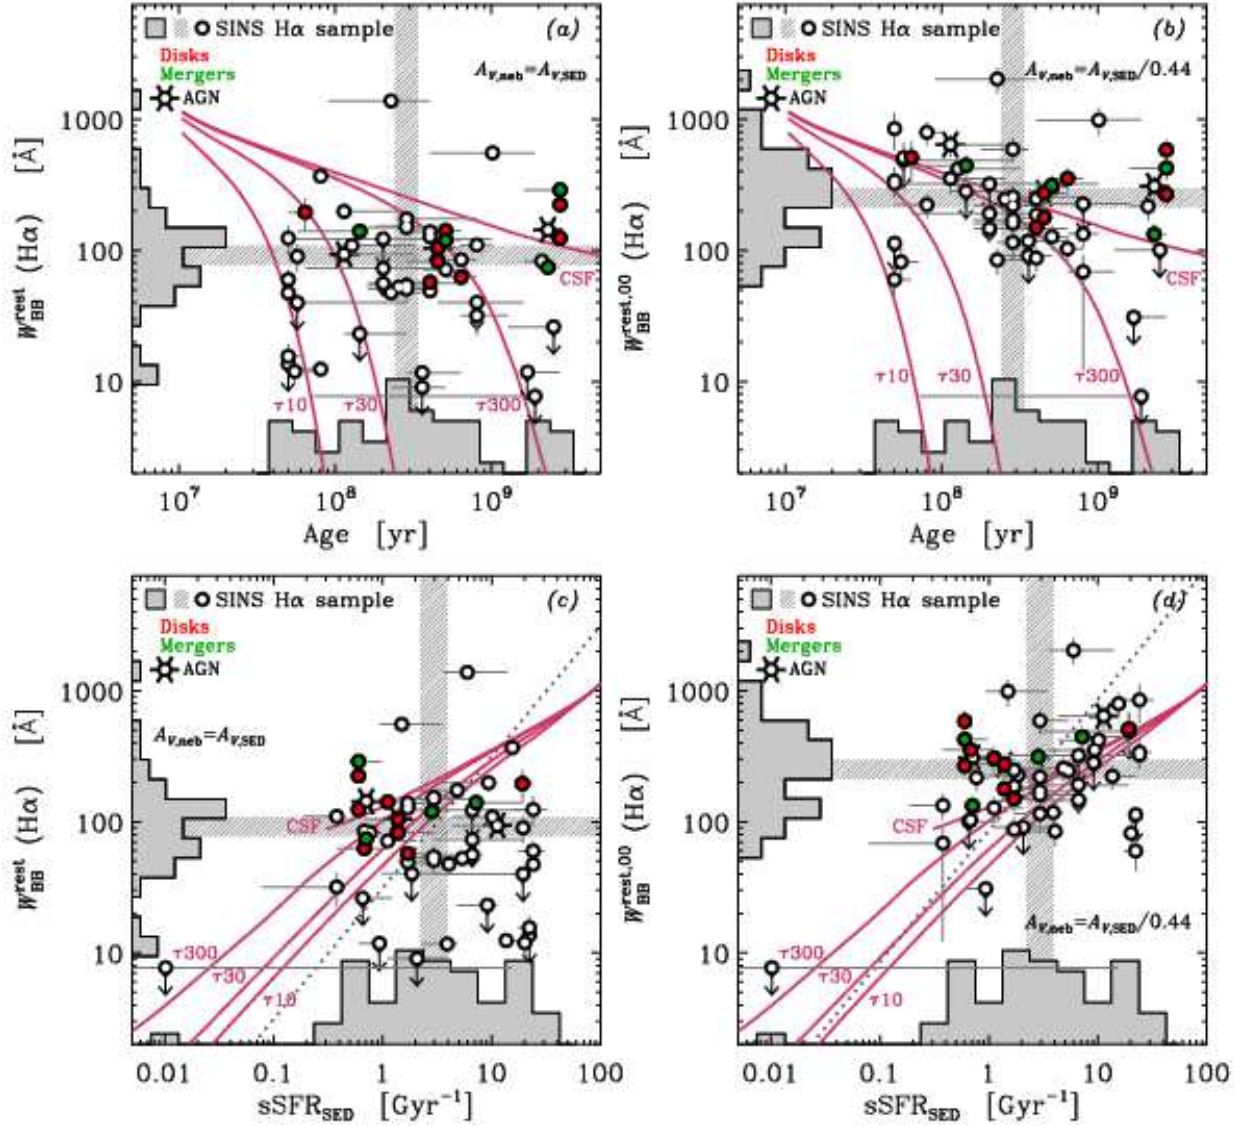 SINS Hα sample (a)
Disks
Mergers
AGN
A_V,neb=A_V,SED
1000
100
10
W_BB^rest (Hα) [Å]
CSF
τ10 τ30 τ300
10^7 10^8 10^9
Age [yr]
SINS Hα sample (b)
Disks
Mergers
AGN
A_V,neb=A_V,SED/0.44
1000
100
10
W_BB^rest,00 (Hα) [Å]
CSF
τ10 τ30 τ300
10^7 10^8 10^9
Age [yr]
SINS Hα sample (c)
Disks
Mergers
AGN
A_V,neb=A_V,SED
1000
100
10
W_BB^rest (Hα) [Å]
CSF
τ300
τ30
τ10
0.01 0.1 1 10 100
sSFR_SED [Gyr^-1]
SINS Hα sample (d)
Disks
Mergers
AGN
1000
100
10
W_BB^rest,00 (Hα) [Å]
CSF
A_V,neb=A_V,SED/0.44
τ300
τ30
τ10
0.01 0.1 1 10 100
sSFR_SED [Gyr^-1]